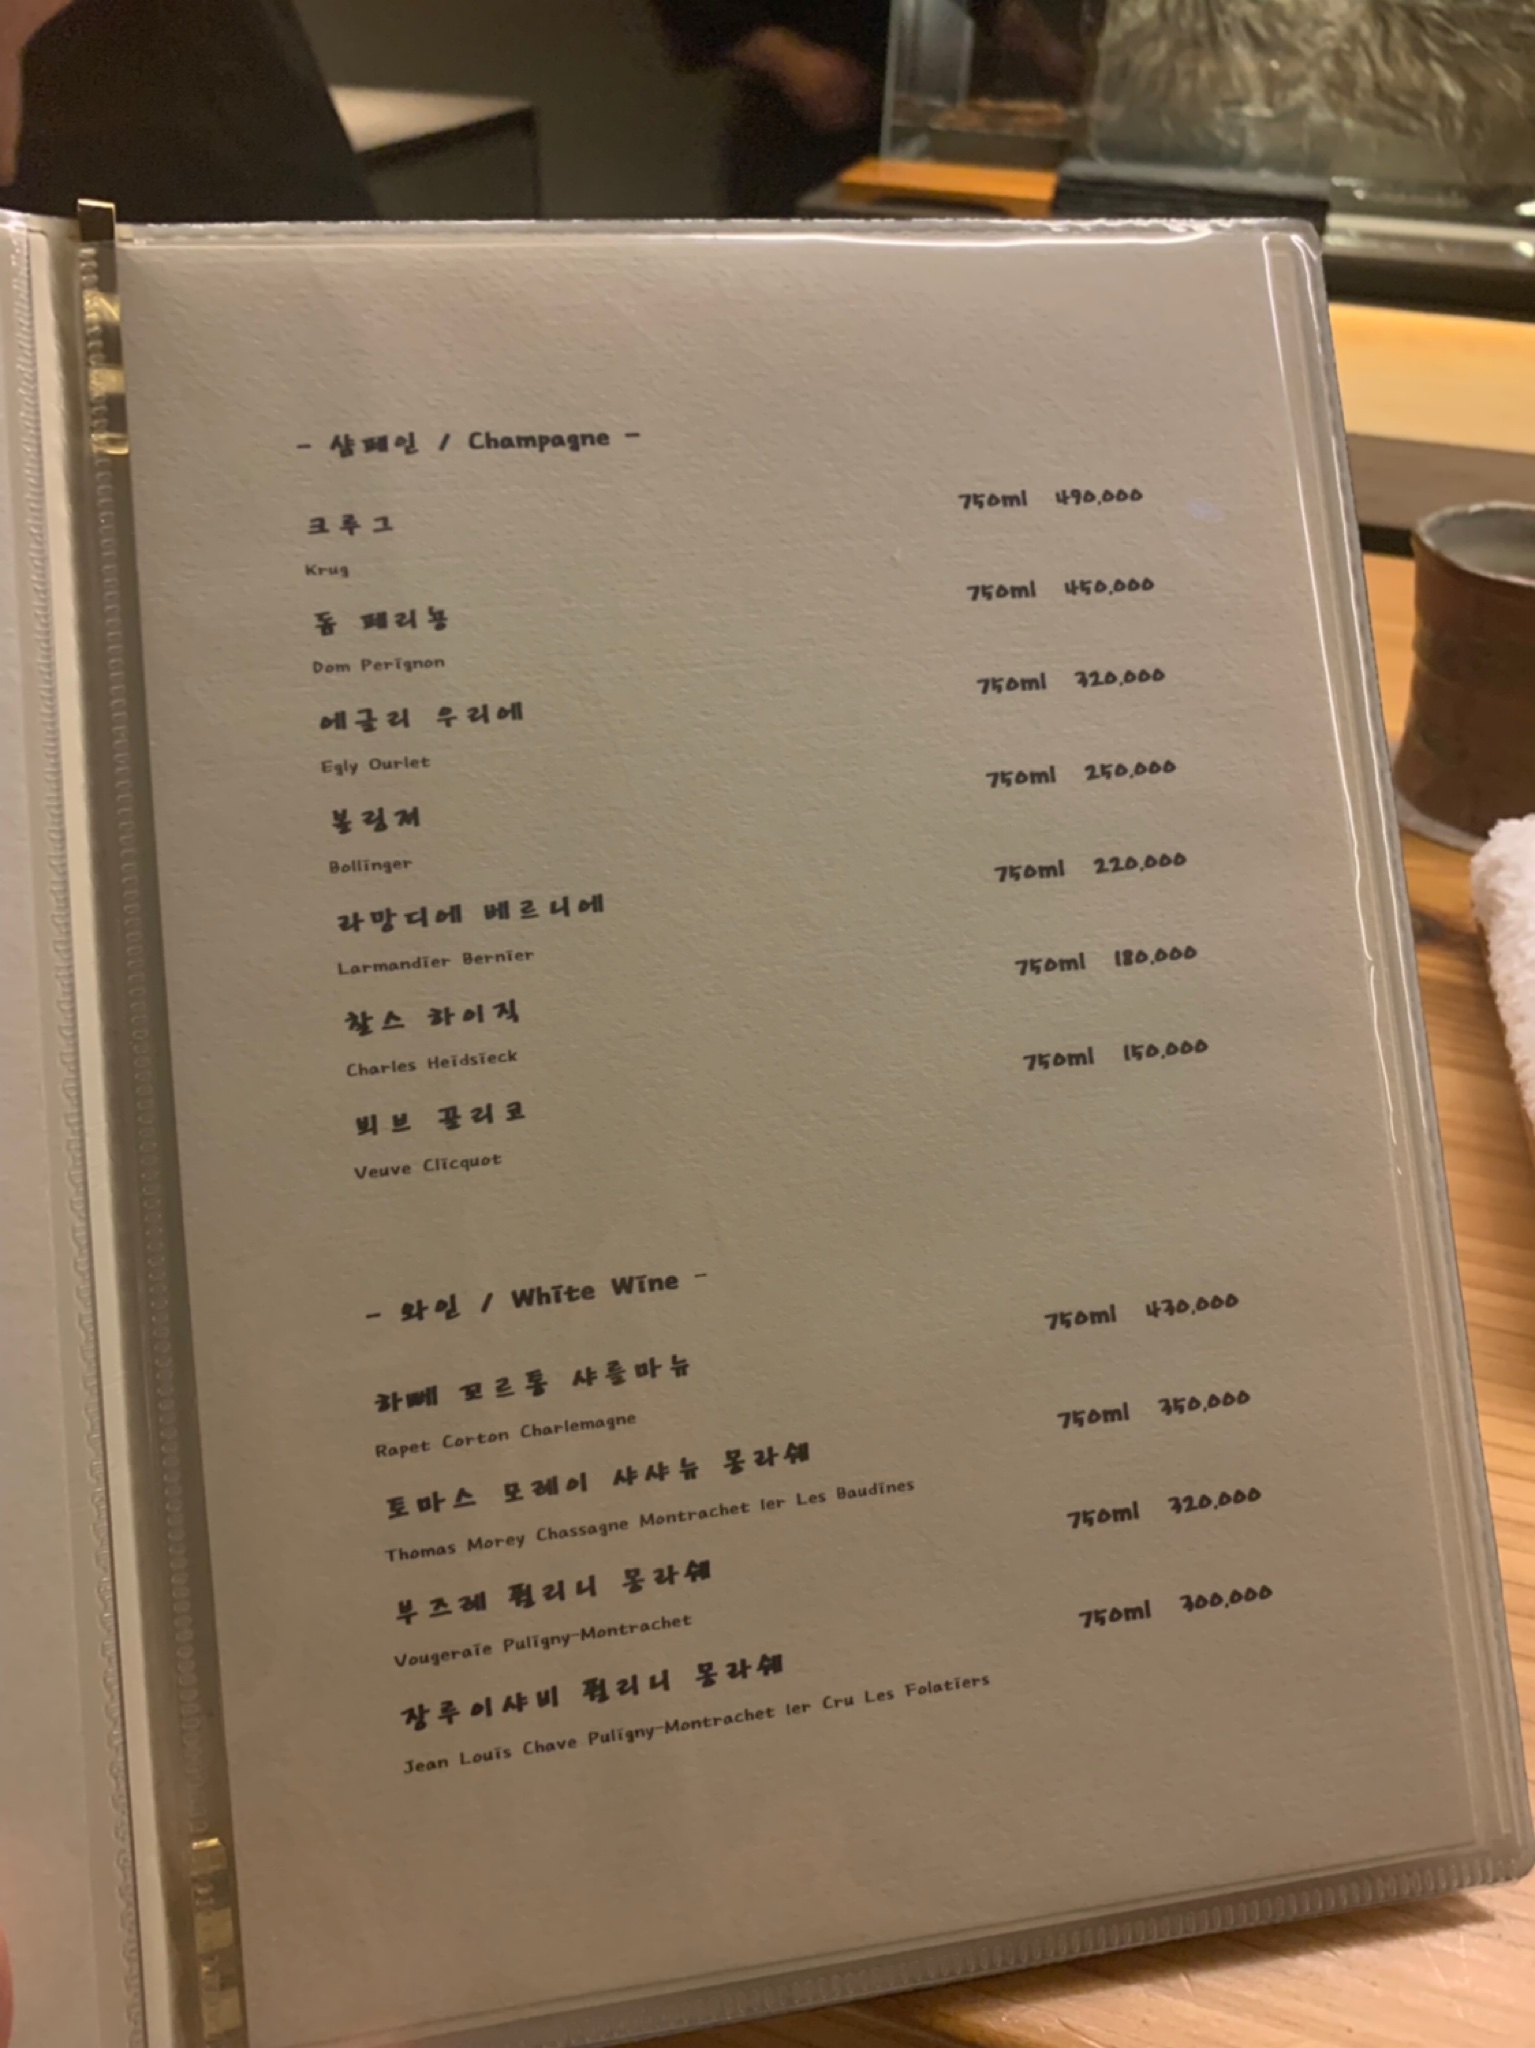 - 샴페인 / Champagne -
크루그 750ml 490,000
Krug
돔 페리뇽 750ml 450,000
Dom Perignon
에글리 우리에 750ml 320,000
Egly Ourlet
볼링저 750ml 250,000
Bollinger
라망디에 베르니에 750ml 220,000
Larmandier Bernier
찰스 하이직 750ml 180,000
Charles Heidsieck
뵈브 끌리코 750ml 150,000
Veuve Clicquot
- 와인 / White Wine -
하뻬 꼬르통 샤를마뉴 750ml 430,000
Rapet Corton Charlemagne
토마스 모레이 샤샤뉴 몽라쉐 750ml 350,000
Thomas Morey Chassagne Montrachet 1er Les Baudines
부즈레 퓔리니 몽라쉐 750ml 320,000
Vougeraie Puligny-Montrachet
장루이샤비 퓔리니 몽라쉐 750ml 300,000
Jean Louis Chave Puligny-Montrachet 1er Cru Les Folatiers